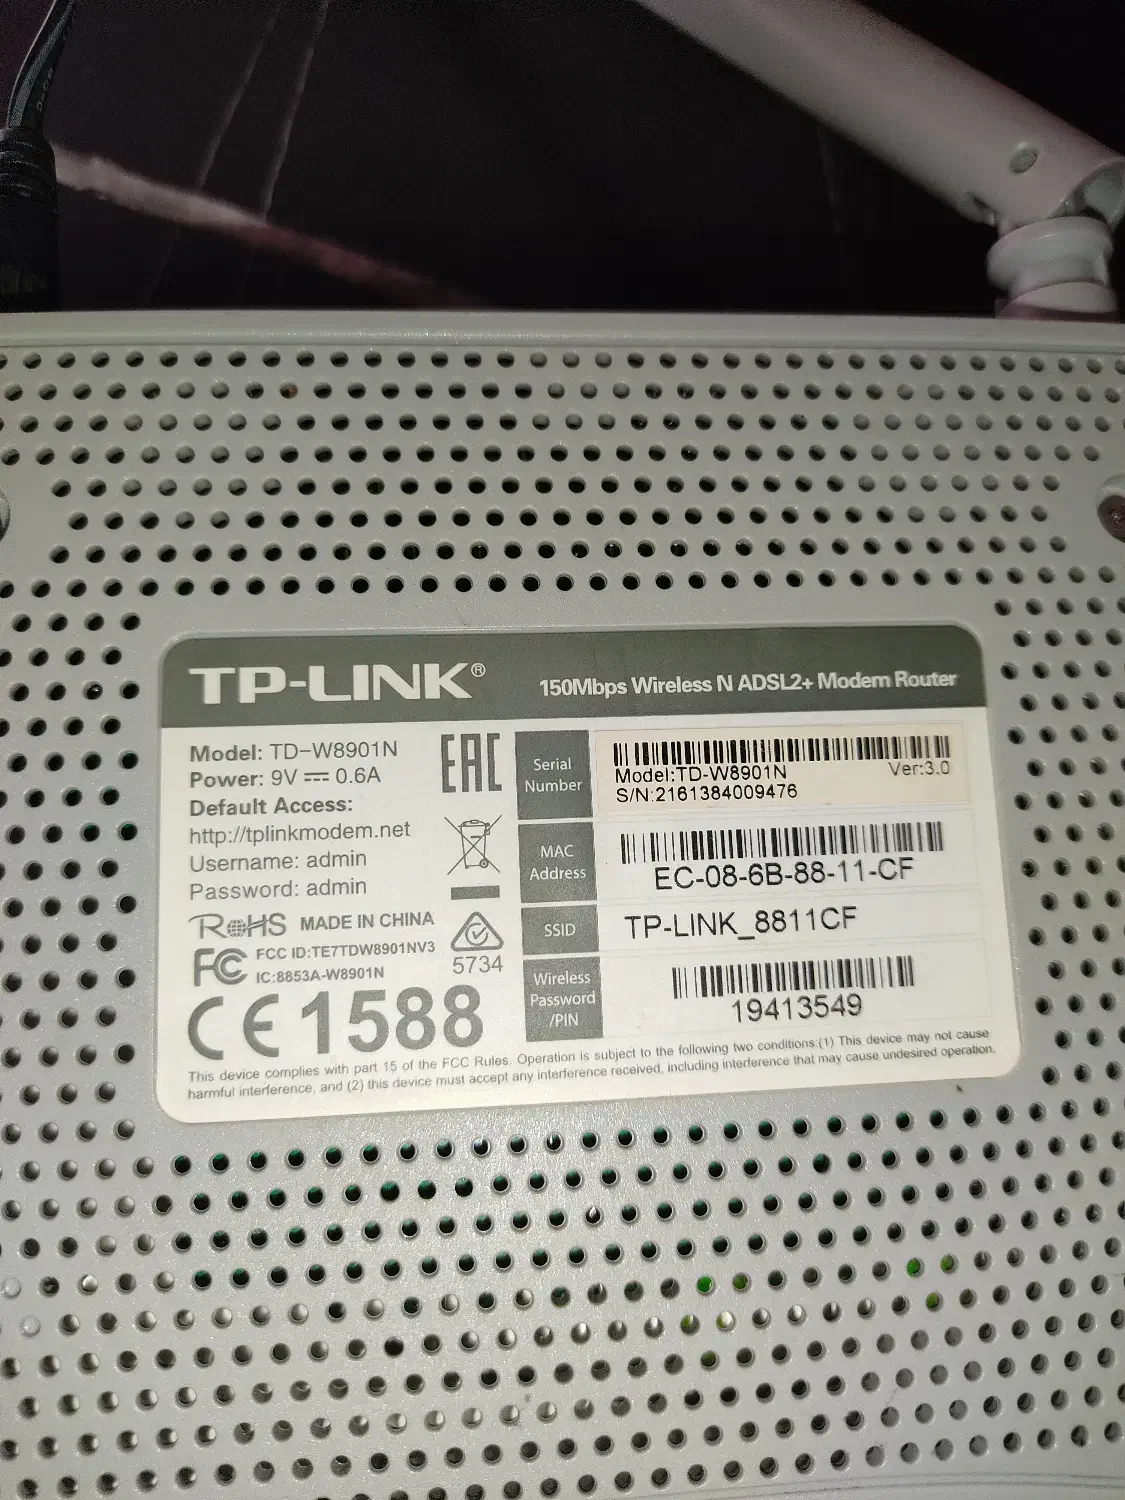 TP-LINK®
150Mbps Wireless N ADSL2+ Modem Router
Model: TD-W8901N
Power: 9V ⎓ 0.6A
Default Access:
http://tplinkmodem.net
Username: admin
Password: admin
RoHS MADE IN CHINA
FC FCC ID:TE7TDW8901NV3
IC:8853A-W8901N
CE1588
EAC
5734
Serial
Number
Model:TD-W8901N Ver:3.0
S/N:2161384009476
MAC
Address
EC-08-6B-88-11-CF
SSID
TP-LINK_8811CF
Wireless
Password
/PIN
19413549
This device complies with part 15 of the FCC Rules. Operation is subject to the following two conditions:(1) This device may not cause
harmful interference, and (2) this device must accept any interference received, including interference that may cause undesired operation.